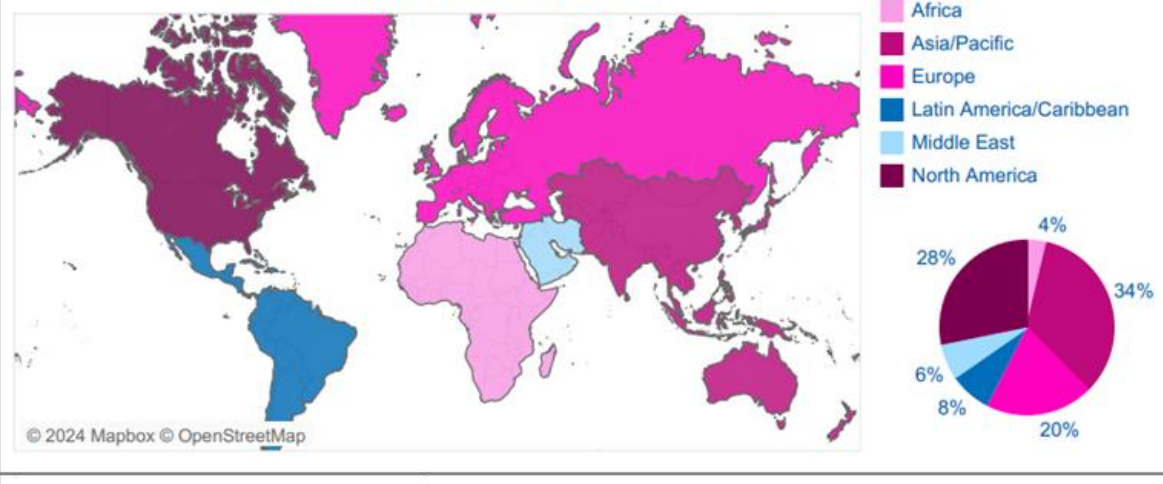 Africa
Asia/Pacific
Europe
Latin America/Caribbean
Middle East
North America
4%
28%
34%
6%
8%
20%
© 2024 Mapbox © OpenStreetMap